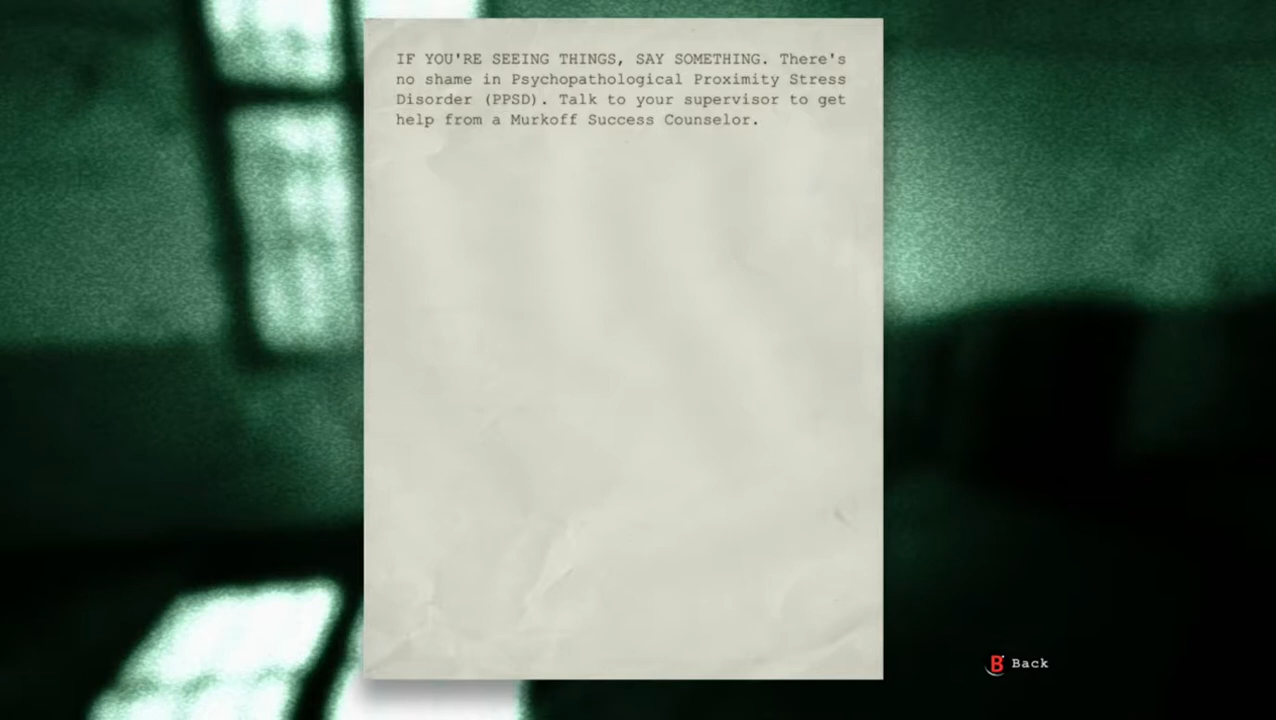 IF YOU'RE SEEING THINGS, SAY SOMETHING. There's
no shame in Psychopathological Proximity Stress
Disorder (PPSD). Talk to your supervisor to get
help from a Murkoff Success Counselor.
B Back